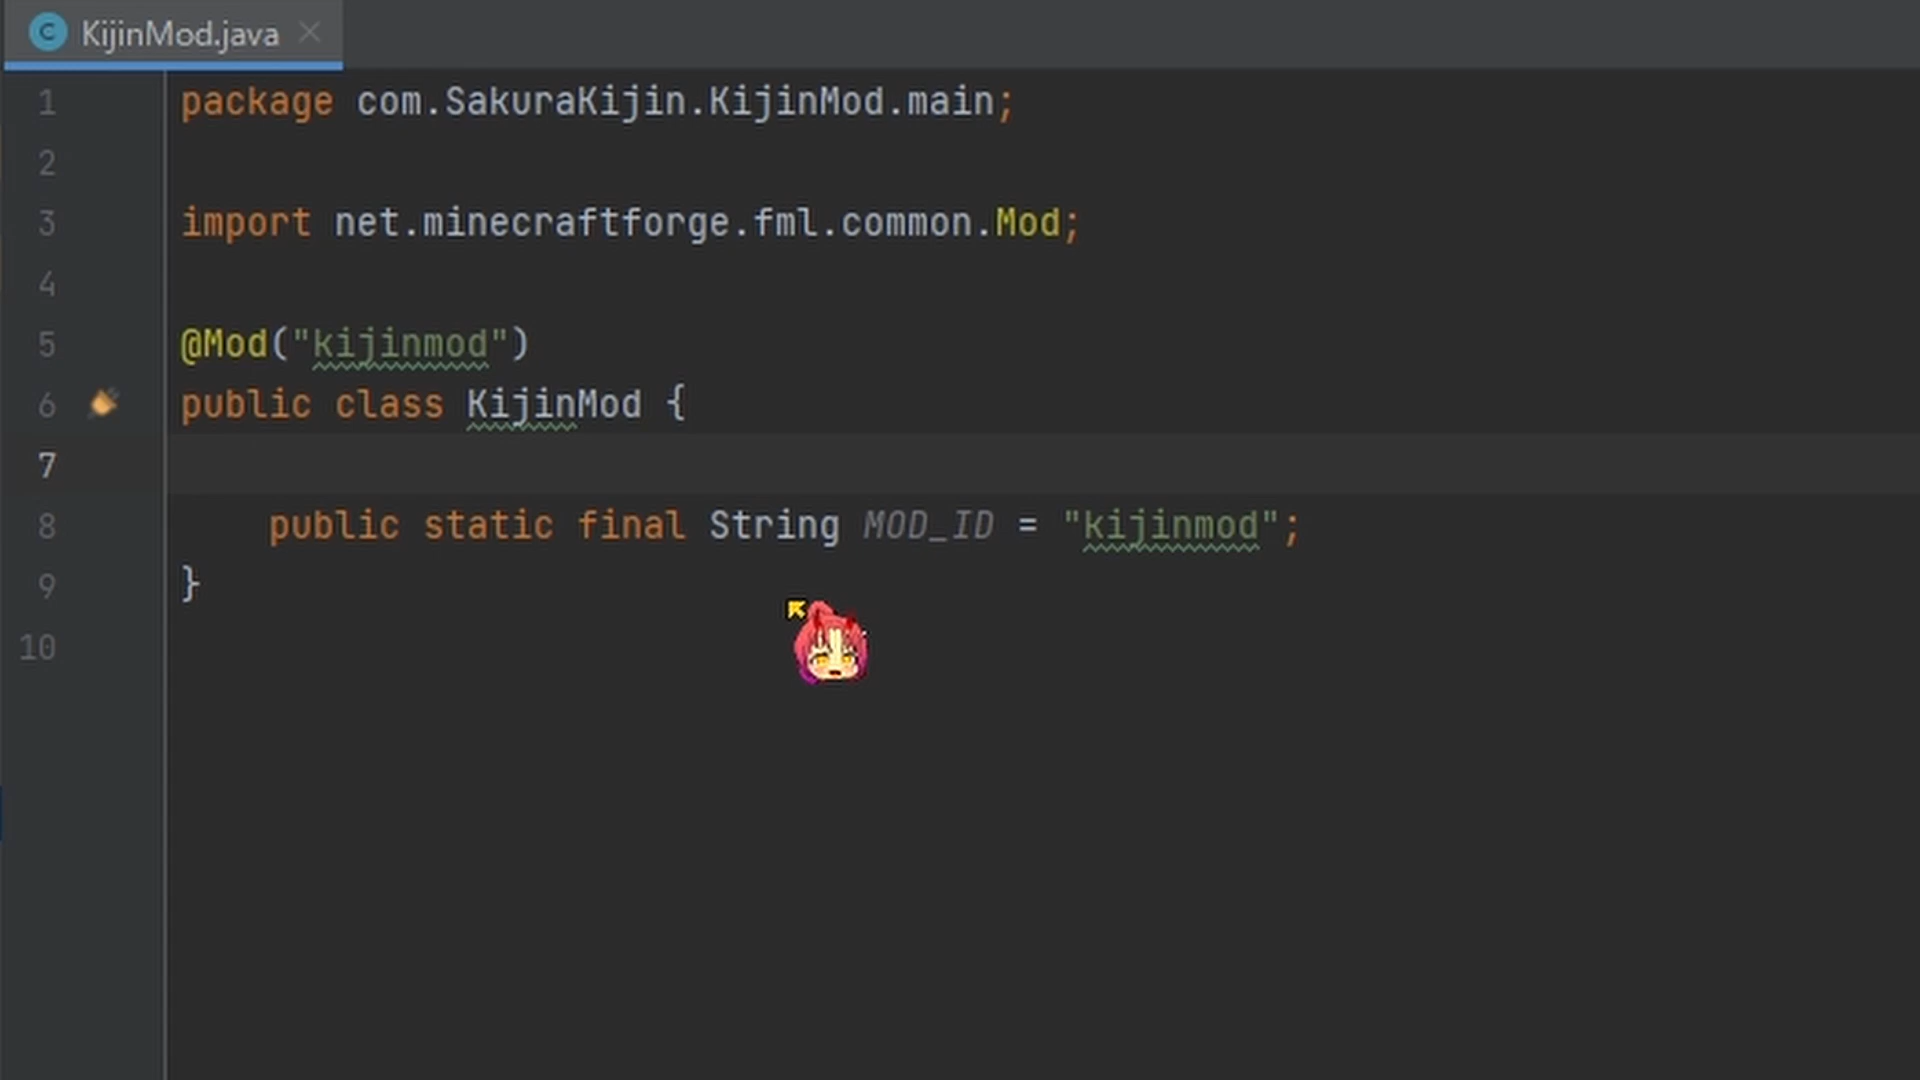 KijinMod.java
1 package com.SakuraKijin.KijinMod.main;
2
3 import net.minecraftforge.fml.common.Mod;
4
5 @Mod("kijinmod")
6 public class KijinMod {
7
8 public static final String MOD_ID = "kijinmod";
9 }
10